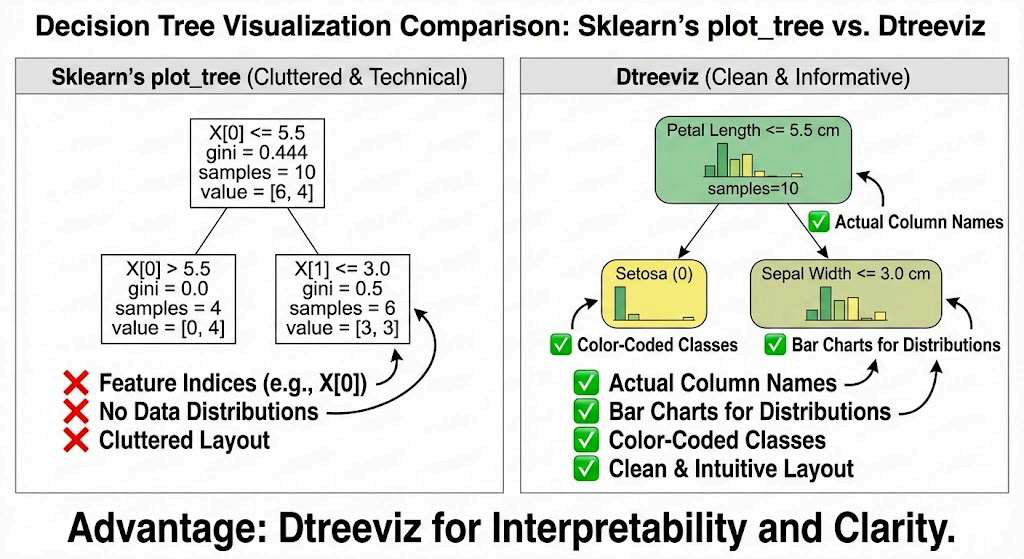 Decision Tree Visualization Comparison: Sklearn's plot_tree vs. Dtreeviz
Sklearn's plot_tree (Cluttered & Technical)
X[0] <= 5.5
gini = 0.444
samples = 10
value = [6, 4]
X[0] > 5.5
gini = 0.0
samples = 4
value = [0, 4]
X[1] <= 3.0
gini = 0.5
samples = 6
value = [3, 3]
Feature Indices (e.g., X[0])
No Data Distributions
Cluttered Layout
Dtreeviz (Clean & Informative)
Petal Length <= 5.5 cm
samples=10
Actual Column Names
Setosa (0)
Sepal Width <= 3.0 cm
Color-Coded Classes
Bar Charts for Distributions
Actual Column Names
Bar Charts for Distributions
Color-Coded Classes
Clean & Intuitive Layout
Advantage: Dtreeviz for Interpretability and Clarity.